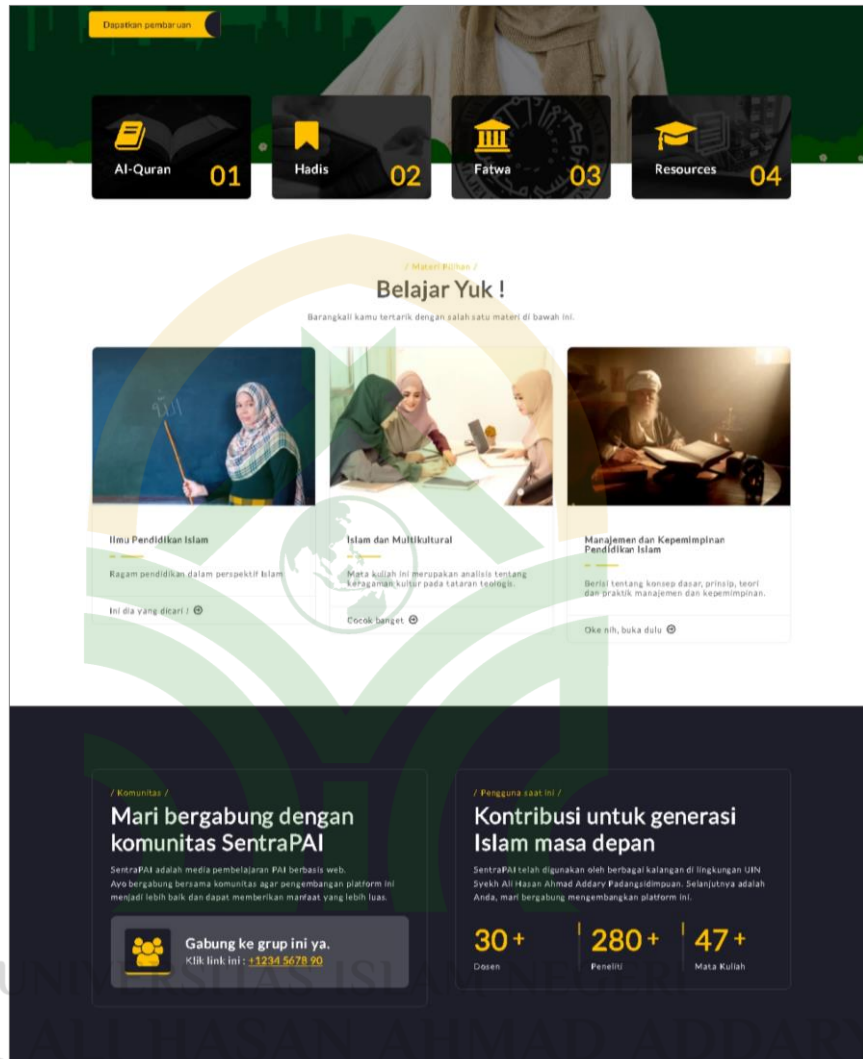 Dapatkan pembaruan
Al-Quran
01
Hadis
02
Fatwa
03
Resources
04
/ Materi Pilihan /
Belajar Yuk !
Barangkali kamu tertarik dengan salah satu materi di bawah ini.
Ilmu Pendidikan Islam
Ragam pendidikan dalam perspektif Islam
Ini dia yang dicari !
Islam dan Multikultural
Mata kuliah ini merupakan analisis tentang
keragaman kultur pada tataran teologis.
Cocok banget
Manajemen dan Kepemimpinan
Pendidikan Islam
Berisi tentang konsep dasar, prinsip, teori
dan praktik manajemen dan kepemimpinan.
Oke nih, buka dulu
/ Komunitas /
Mari bergabung dengan
komunitas SentraPAI
SentraPAI adalah media pembelajaran PAI berbasis web.
Ayo bergabung bersama komunitas agar pengembangan platform ini
menjadi lebih baik dan dapat memberikan manfaat yang lebih luas.
Gabung ke grup ini ya.
Klik link ini : +1234 5678 90
/ Pengguna saat ini /
Kontribusi untuk generasi
Islam masa depan
SentraPAI telah digunakan oleh berbagai kalangan di lingkungan UIN
Syekh Ali Hasan Ahmad Addary Padangsidimpuan. Selanjutnya adalah
Anda, mari bergabung mengembangkan platform ini.
30+
Dosen
280+
Peneliti
47+
Mata Kuliah
UNIVERSITAS ISLAM NEGERI
ALI HASAN AHMAD ADDARY